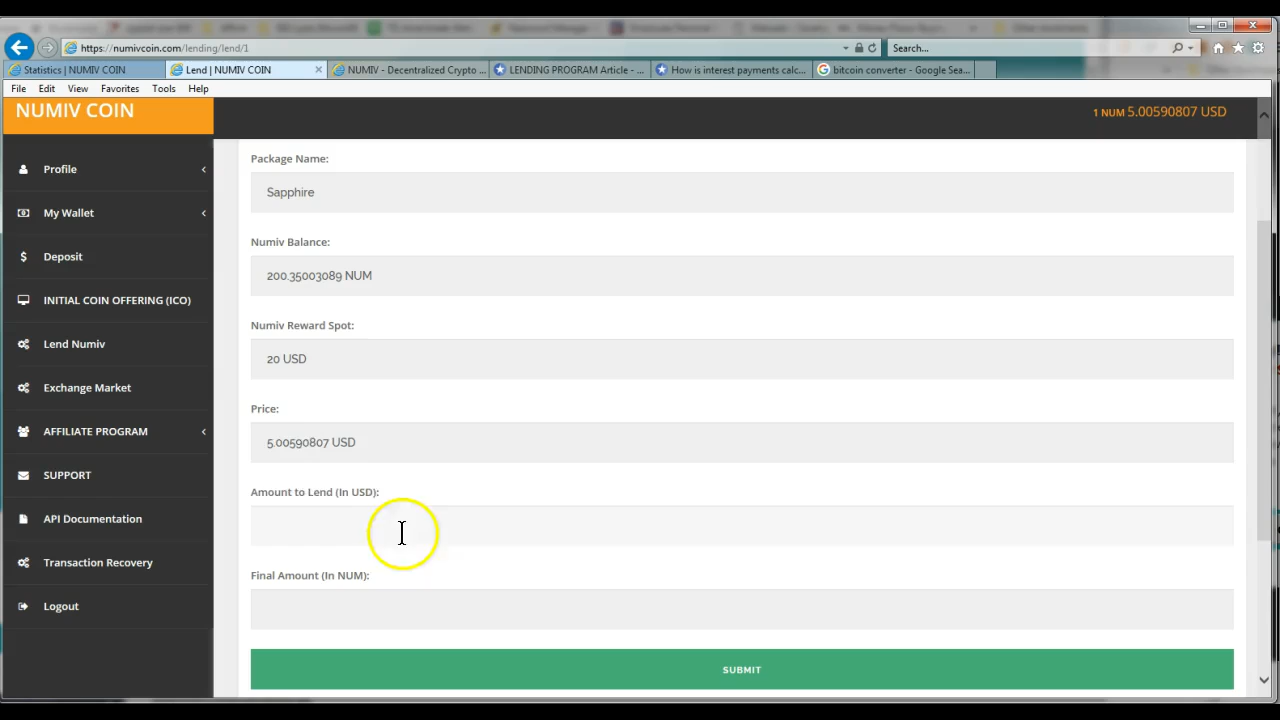 https://numivcoin.com/lending/lend/1
Search...
Statistics | NUMIV COIN
Lend | NUMIV COIN
NUMIV - Decentralized Crypto ...
LENDING PROGRAM Article - ...
How is interest payments calc...
bitcoin converter - Google Sea...
File Edit View Favorites Tools Help
NUMIV COIN
1 NUM 5.00590807 USD
Profile
My Wallet
Deposit
INITIAL COIN OFFERING (ICO)
Lend Numiv
Exchange Market
AFFILIATE PROGRAM
SUPPORT
API Documentation
Transaction Recovery
Logout
Package Name:
Sapphire
Numiv Balance:
200.35003089 NUM
Numiv Reward Spot:
20 USD
Price:
5.00590807 USD
Amount to Lend (In USD):
Final Amount (In NUM):
SUBMIT